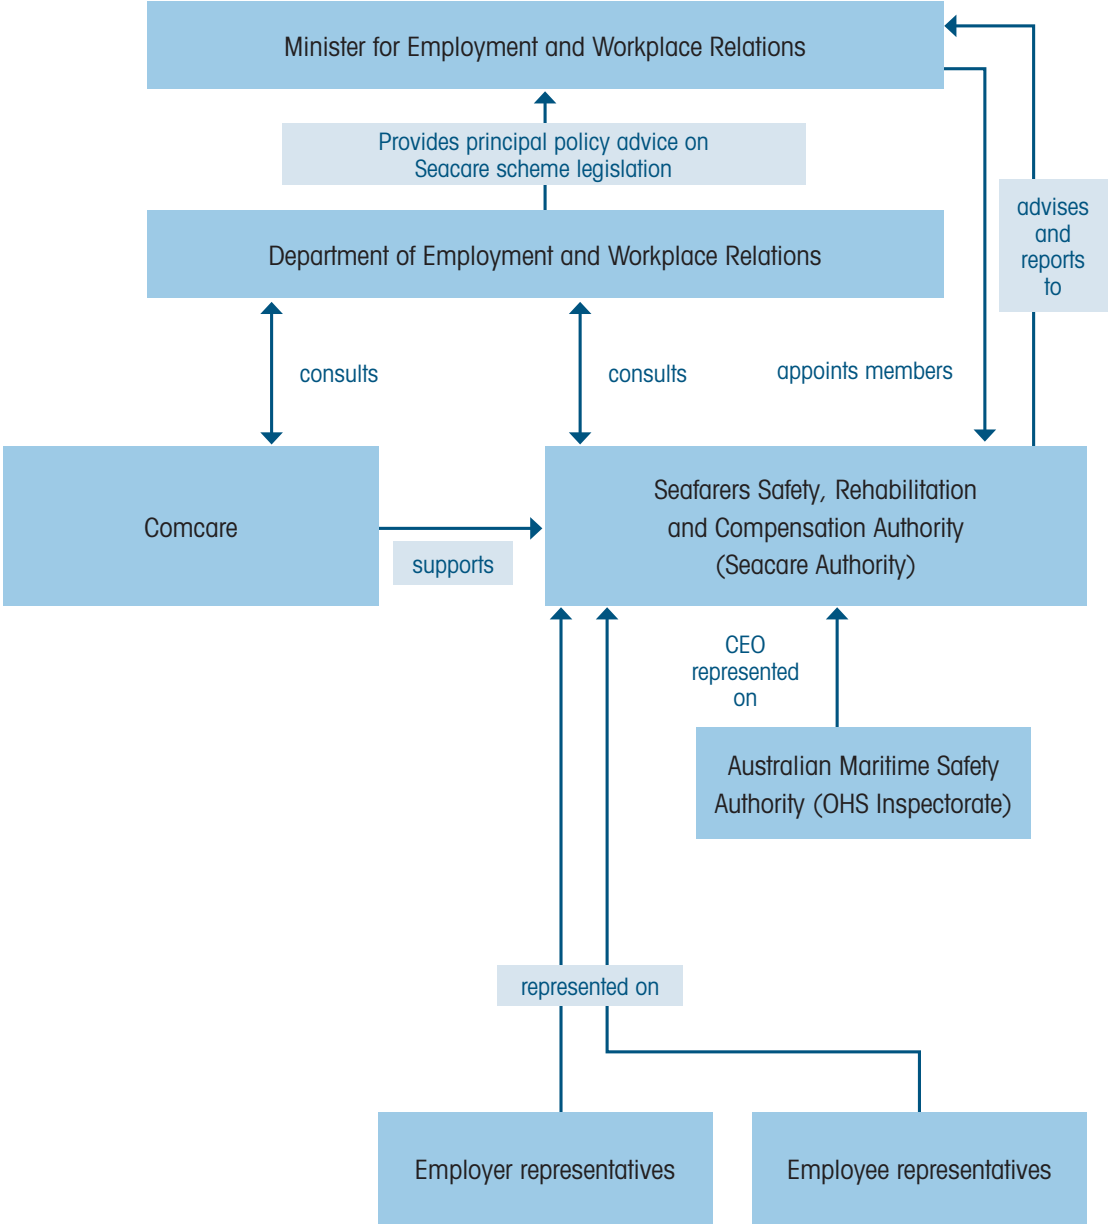 Minister for Employment and Workplace Relations
Provides principal policy advice on
Seacare scheme legislation
advises
and
reports
to
Department of Employment and Workplace Relations
consults
consults
appoints members
Comcare
supports
Seafarers Safety, Rehabilitation
and Compensation Authority
(Seacare Authority)
CEO
represented
on
Australian Maritime Safety
Authority (OHS Inspectorate)
represented on
Employer representatives
Employee representatives